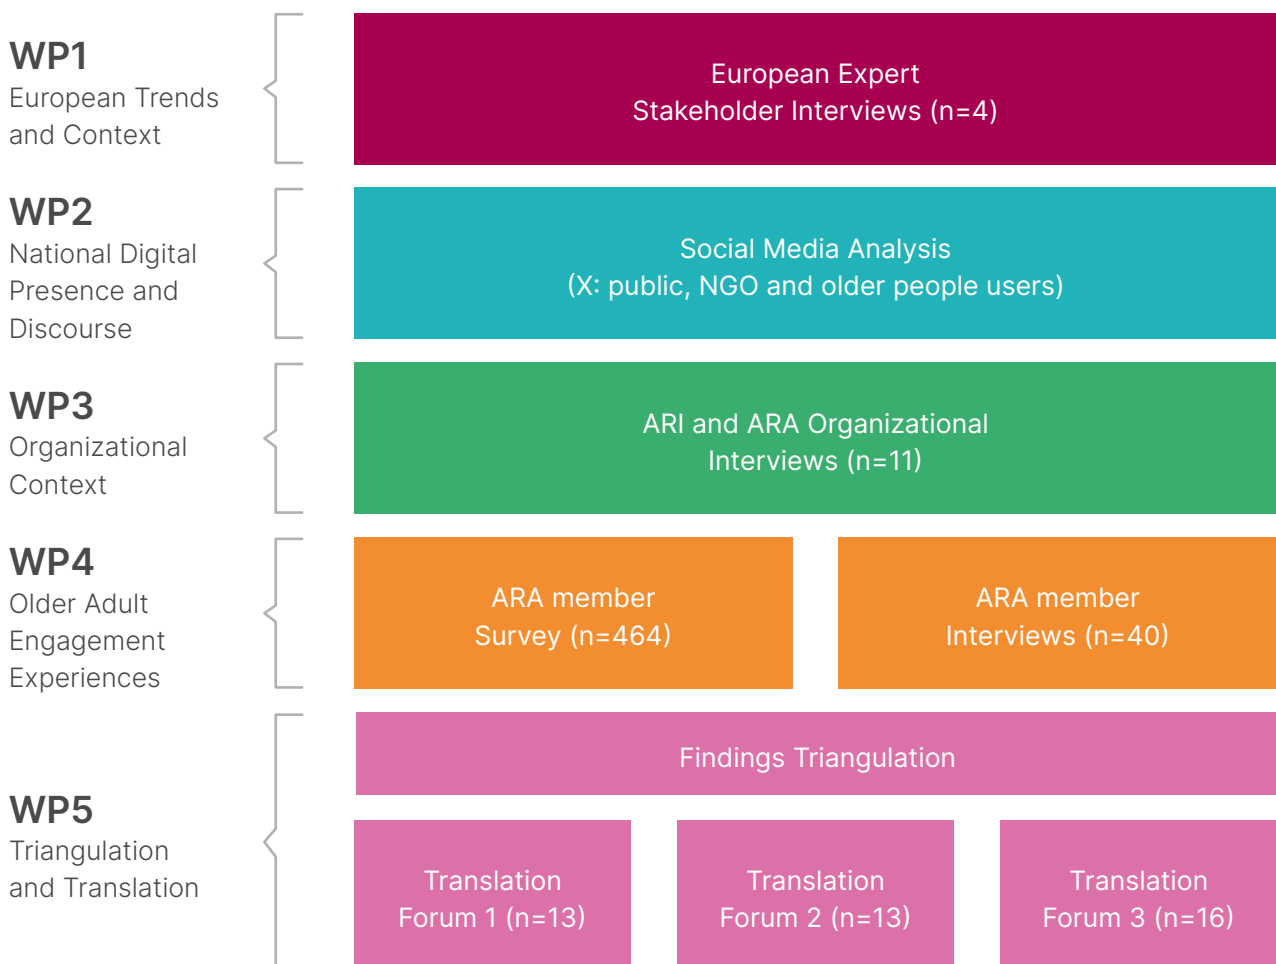 WP1
European Trends
and Context
European Expert
Stakeholder Interviews (n=4)
WP2
National Digital
Presence and
Discourse
Social Media Analysis
(X: public, NGO and older people users)
WP3
Organizational
Context
ARI and ARA Organizational
Interviews (n=11)
WP4
Older Adult
Engagement
Experiences
ARA member
Survey (n=464)
ARA member
Interviews (n=40)
WP5
Triangulation
and Translation
Findings Triangulation
Translation
Forum 1 (n=13)
Translation
Forum 2 (n=13)
Translation
Forum 3 (n=16)